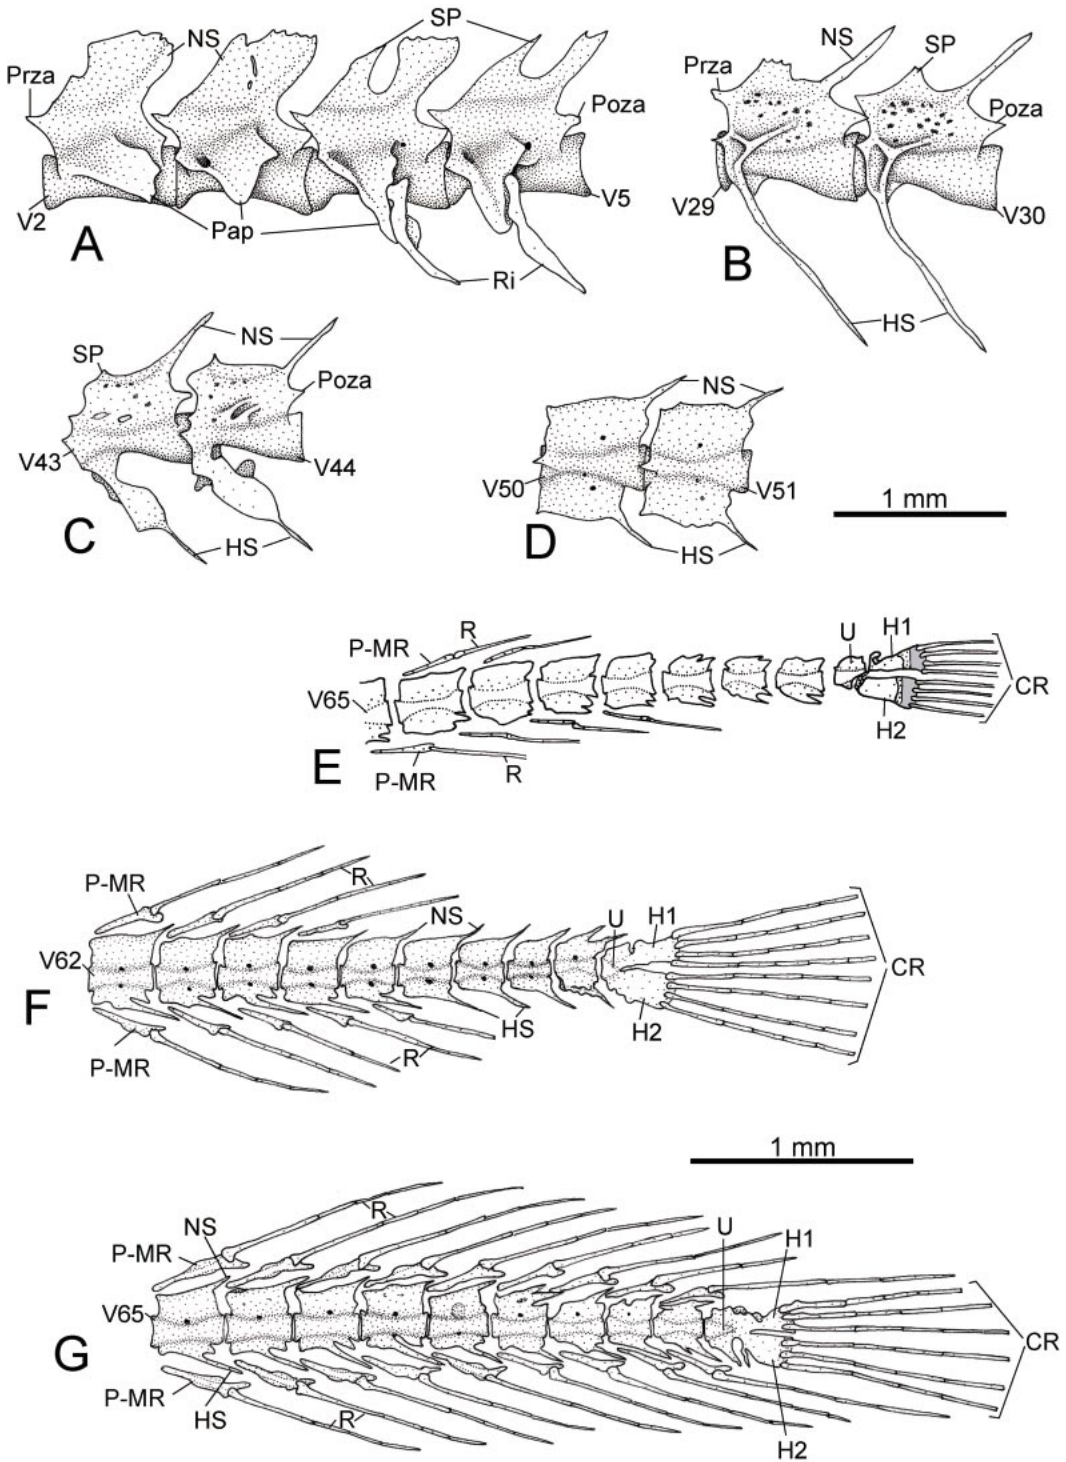 SP
NS
Prza
Poza
V2
Pap
V5
Ri
A
NS
SP
Prza
Poza
V29
V30
HS
B
NS
SP
Poza
V43
V44
HS
C
NS
V50
V51
HS
D
1 mm
R
P-MR
V65
U
H1
CR
H2
P-MR
R
E
P-MR
R
NS
U
H1
V62
CR
HS
H2
R
P-MR
F
1 mm
R
NS
P-MR
U
H1
V65
CR
P-MR
HS
R
H2
G